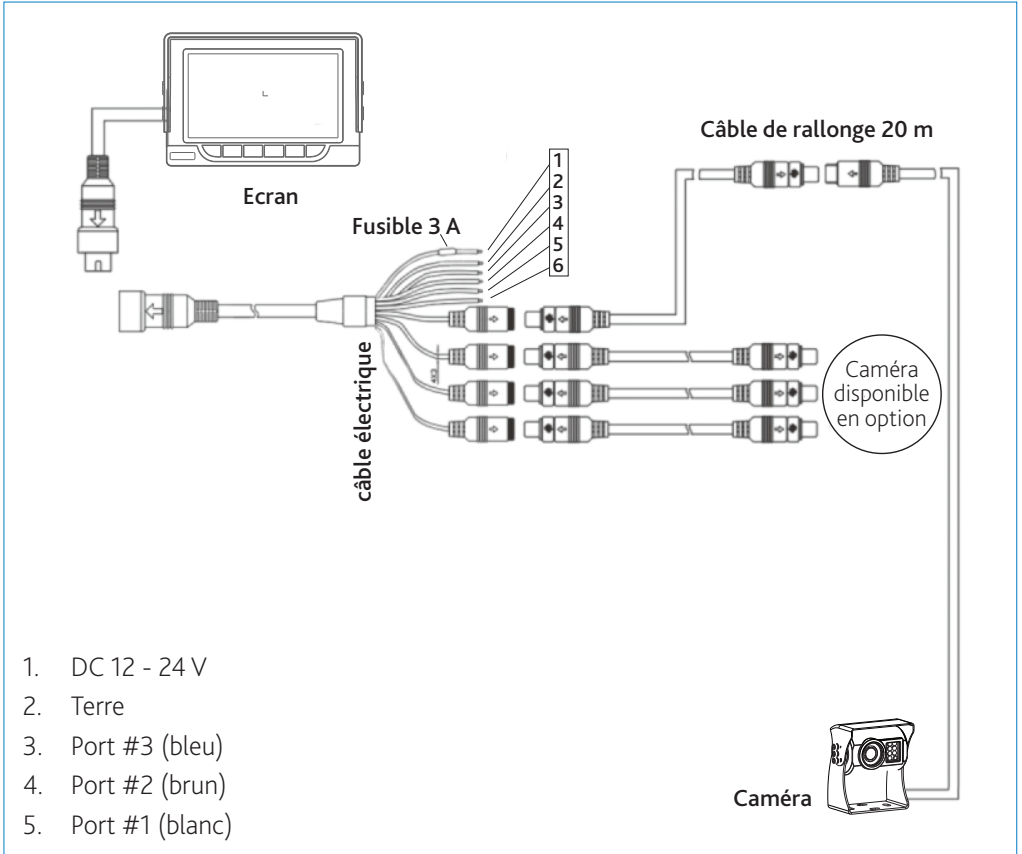 Câble de rallonge 20 m
Ecran
Fusible 3 A
1
2
3
4
5
6
câble électrique
4X3
Caméra
disponible
en option
Caméra
1. DC 12 - 24 V
2. Terre
3. Port #3 (bleu)
4. Port #2 (brun)
5. Port #1 (blanc)